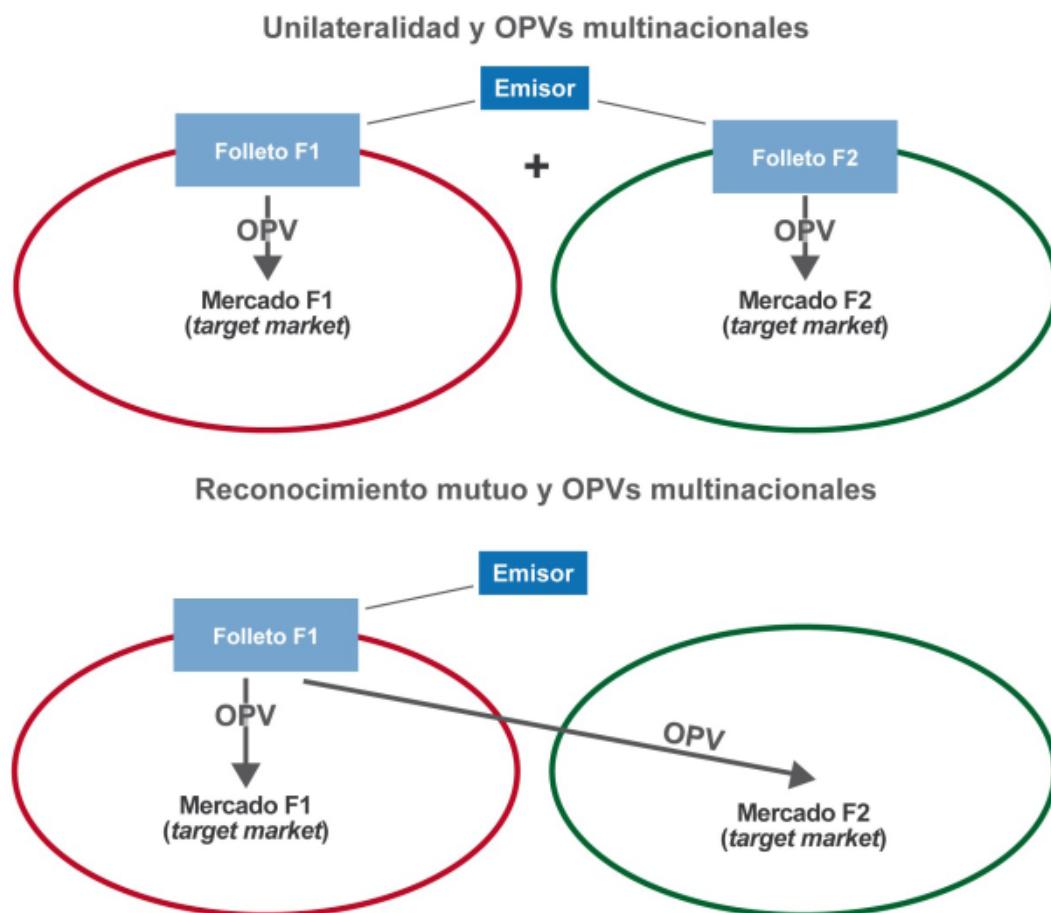 Unilateralidad y OPVs multinacionales
Emisor
Folleto F1
+
Folleto F2
OPV
OPV
Mercado F1
(target market)
Mercado F2
(target market)
Reconocimiento mutuo y OPVs multinacionales
Emisor
Folleto F1
OPV
OPV
Mercado F1
(target market)
Mercado F2
(target market)